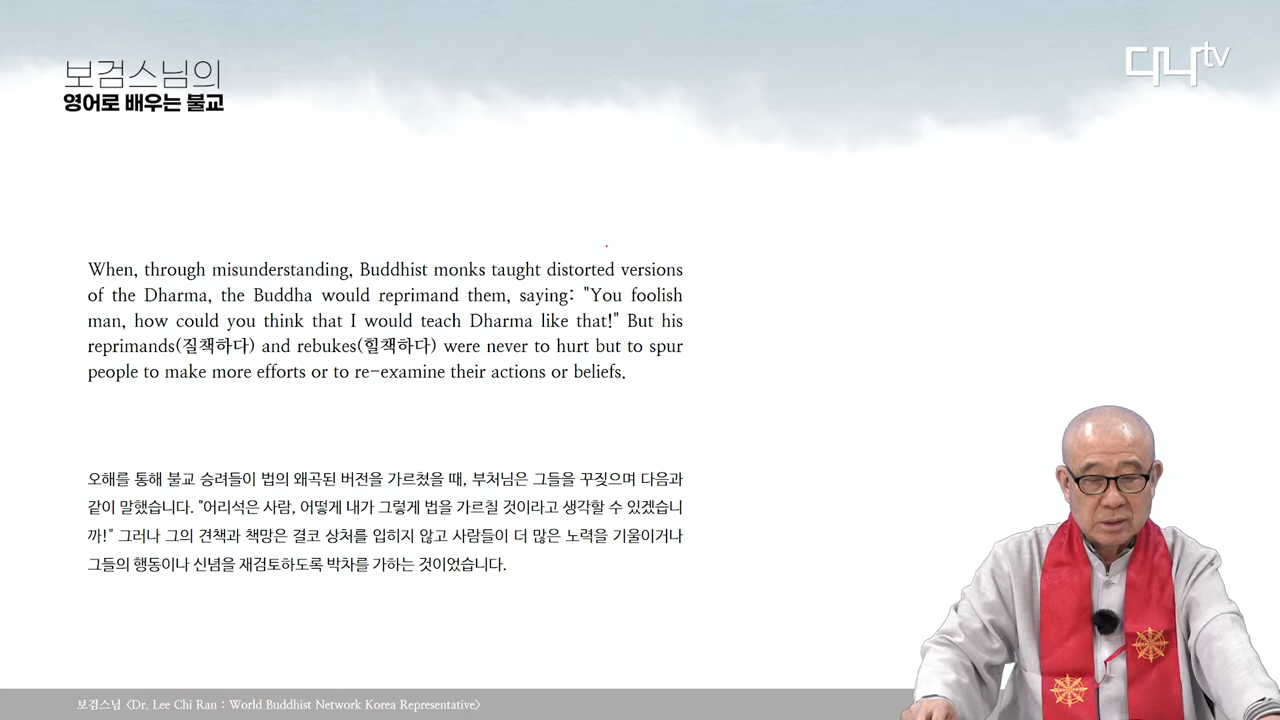 보검스님의
영어로 배우는 불교
다나tv
When, through misunderstanding, Buddhist monks taught distorted versions
of the Dharma, the Buddha would reprimand them, saying: "You foolish
man, how could you think that I would teach Dharma like that!" But his
reprimands(질책하다) and rebukes(힐책하다) were never to hurt but to spur
people to make more efforts or to re-examine their actions or beliefs.
오해를 통해 불교 승려들이 법의 왜곡된 버전을 가르쳤을 때, 부처님은 그들을 꾸짖으며 다음과
같이 말했습니다. "어리석은 사람, 어떻게 내가 그렇게 법을 가르칠 것이라고 생각할 수 있겠습니
까!" 그러나 그의 견책과 책망은 결코 상처를 입히지 않고 사람들이 더 많은 노력을 기울이거나
그들의 행동이나 신념을 재검토하도록 박차를 가하는 것이었습니다.
보검스님 <Dr. Lee Chi Ran : World Buddhist Network Korea Representative>